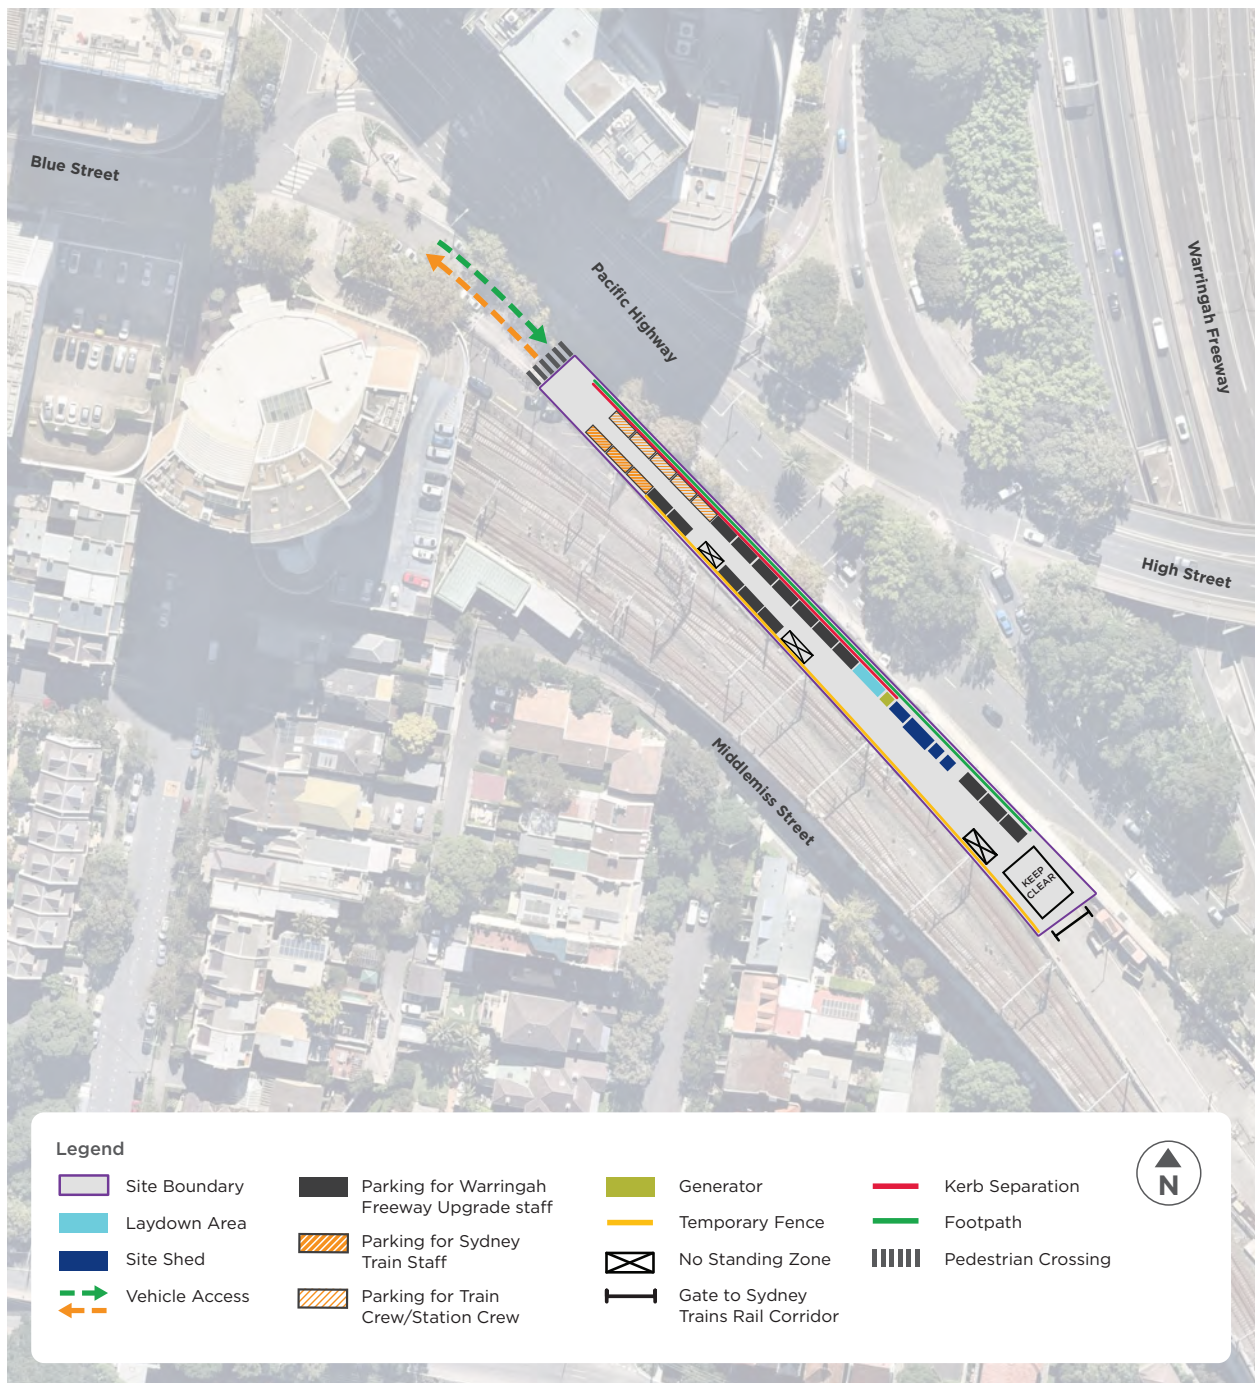 Blue Street
Pacific Highway
Warringah Freeway
High Street
Middlemiss Street
KEEP
CLEAR
Legend
Site Boundary
Laydown Area
Site Shed
Vehicle Access
Parking for Warringah
Freeway Upgrade staff
Parking for Sydney
Train Staff
Parking for Train
Crew/Station Crew
Generator
Temporary Fence
No Standing Zone
Gate to Sydney
Trains Rail Corridor
Kerb Separation
Footpath
Pedestrian Crossing
N